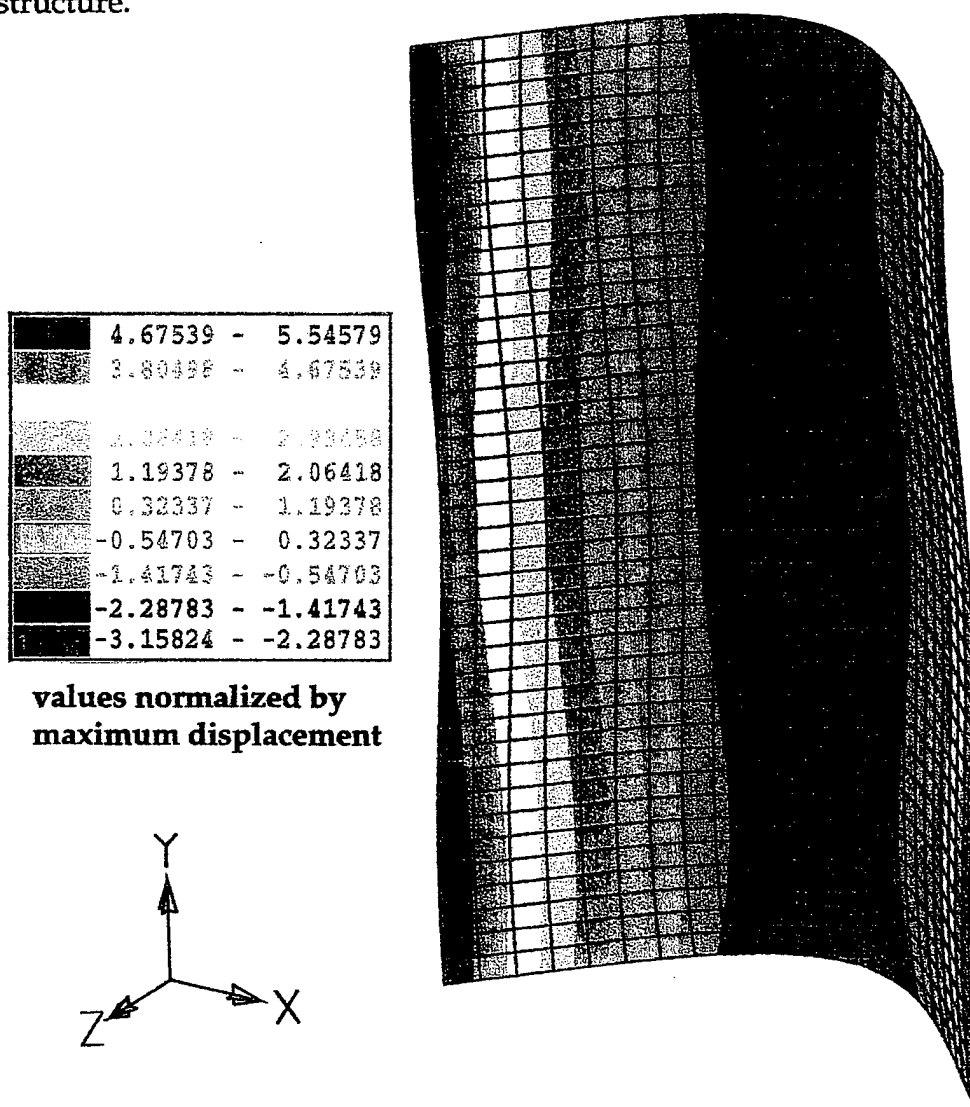 structure.
4.67539 - 5.54579
3.80498 - 4.67539
1.19378 - 2.06418
0.32337 - 1.19378
-0.54703 - 0.32337
-1.41743 - -0.54703
-2.28783 - -1.41743
-3.15824 - -2.28783
values normalized by
maximum displacement
Y
Z X